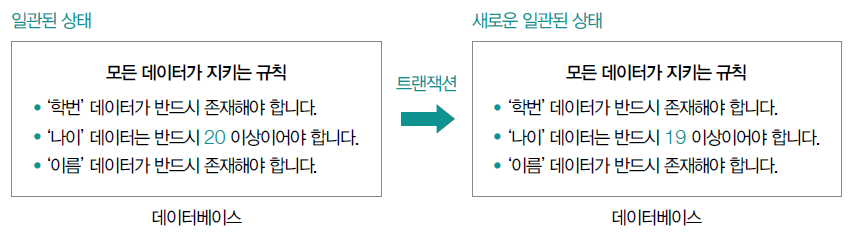 일관된 상태
모든 데이터가 지키는 규칙
• ‘학번’ 데이터가 반드시 존재해야 합니다.
• ‘나이’ 데이터는 반드시 20 이상이어야 합니다.
• ‘이름’ 데이터가 반드시 존재해야 합니다.
데이터베이스
트랜잭션
새로운 일관된 상태
모든 데이터가 지키는 규칙
• ‘학번’ 데이터가 반드시 존재해야 합니다.
• ‘나이’ 데이터는 반드시 19 이상이어야 합니다.
• ‘이름’ 데이터가 반드시 존재해야 합니다.
데이터베이스